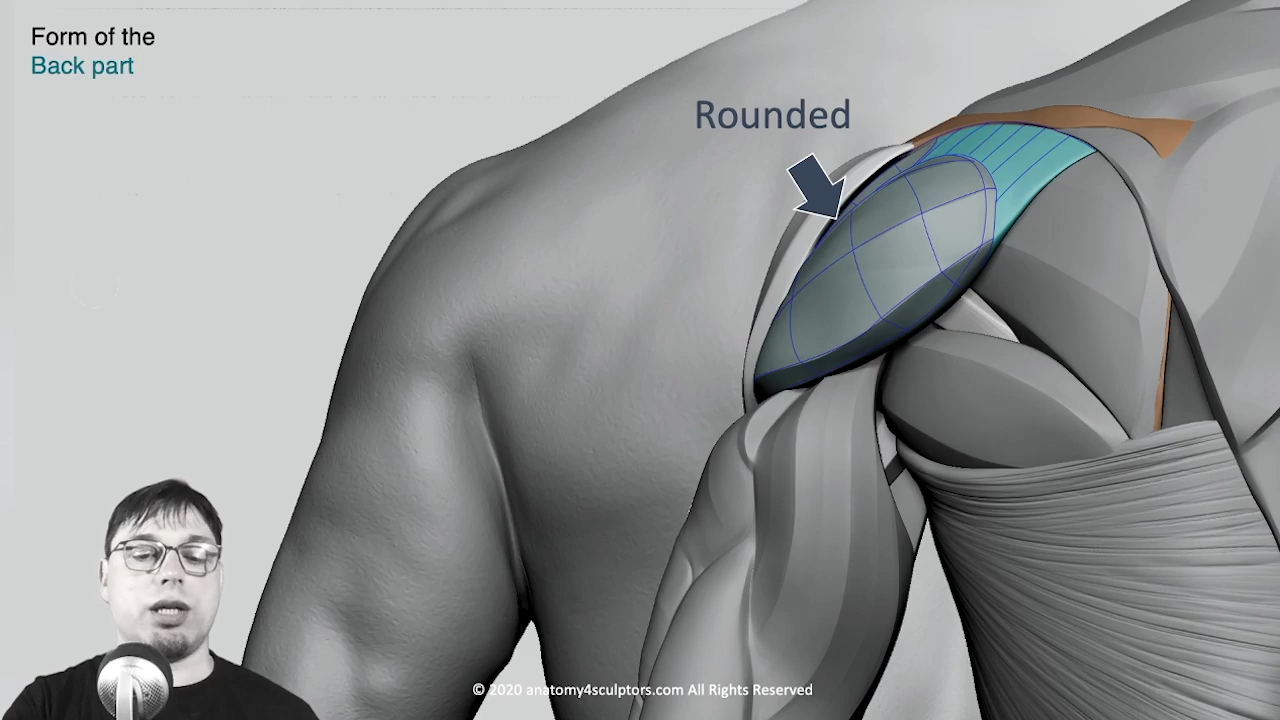 Form of the
Back part
Rounded
© 2020 anatomy4sculptors.com All Rights Reserved